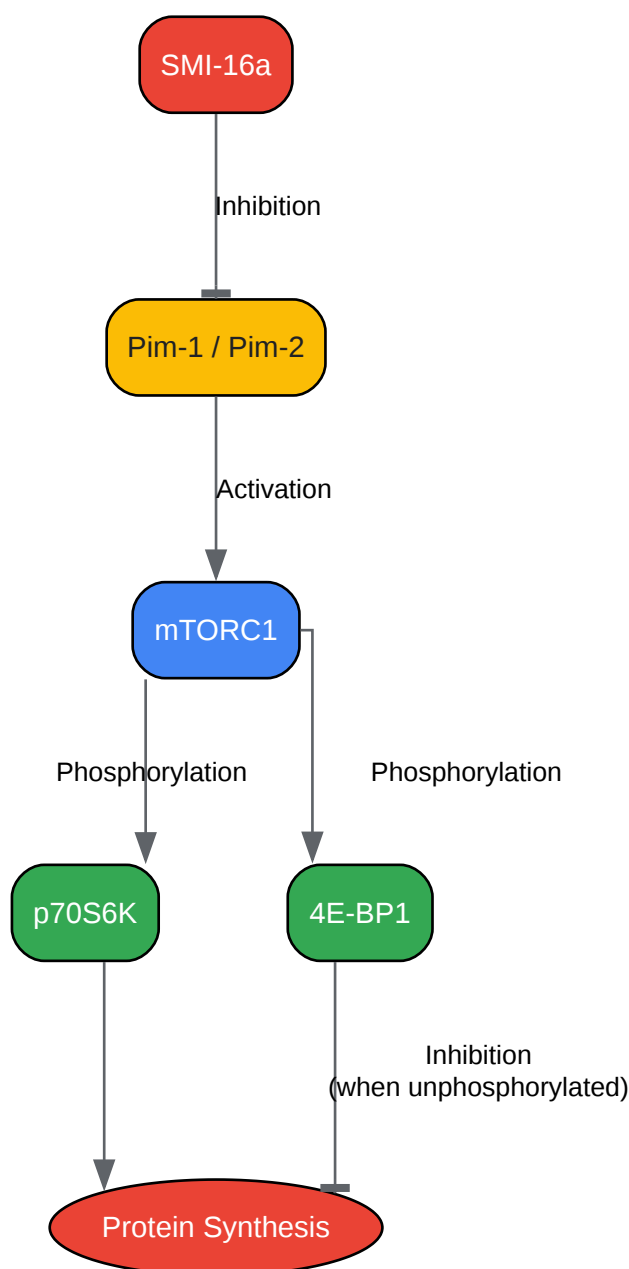 SMI-16a
Inhibition
Pim-1 / Pim-2
Activation
mTORC1
Phosphorylation
Phosphorylation
p70S6K
4E-BP1
Inhibition
(when unphosphorylated)
Protein Synthesis